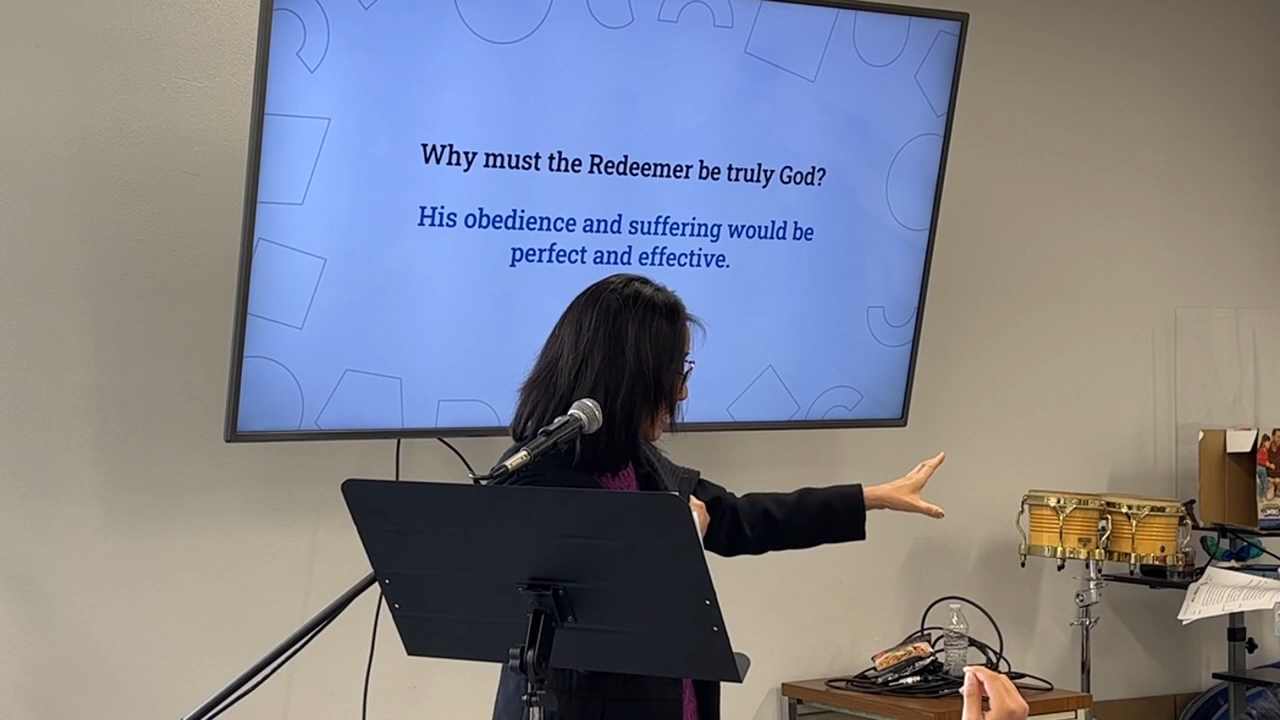 Why must the Redeemer be truly God?
His obedience and suffering would be
perfect and effective.